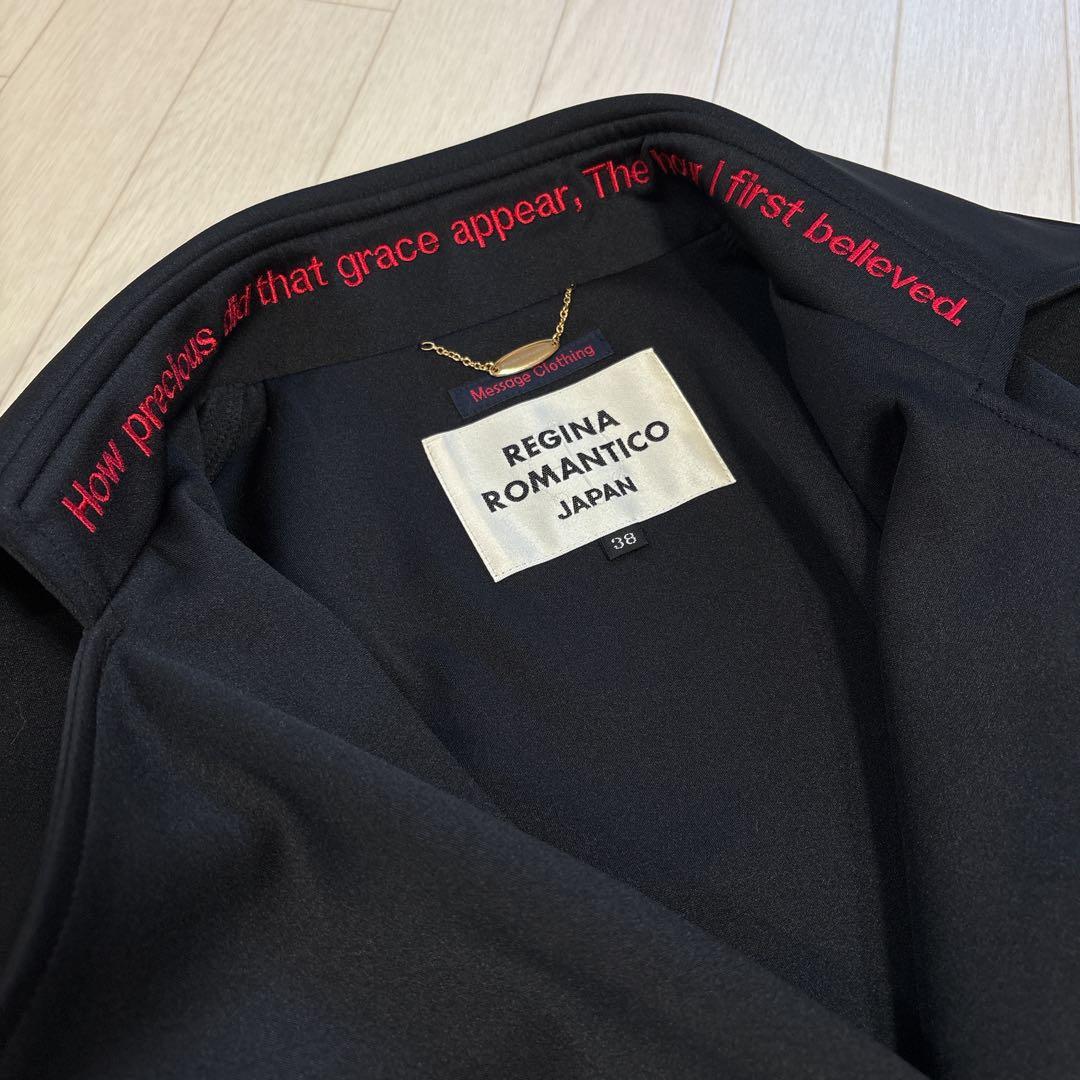 How precious did that grace appear, The hour I first believed.
Message Clothing
REGINA
ROMANTICO
JAPAN
38